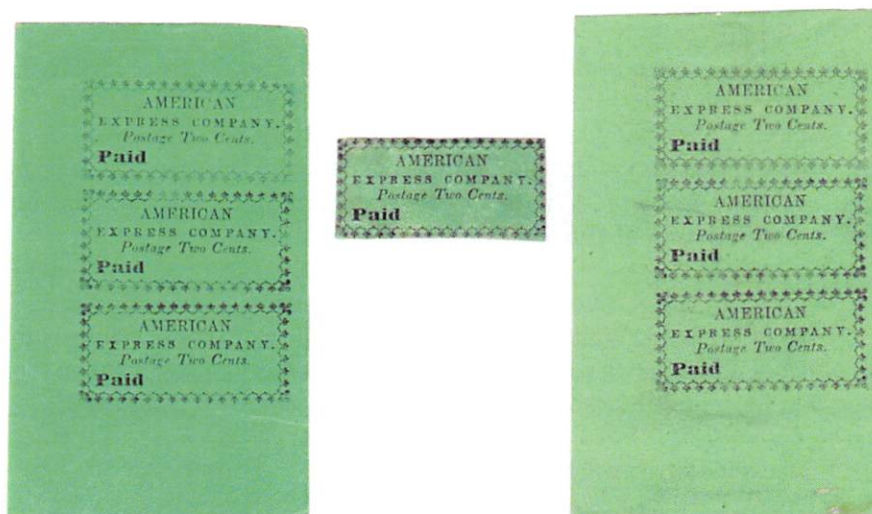 AMERICAN
EXPRESS COMPANY.
Postage Two Cents.
Paid
AMERICAN
EXPRESS COMPANY.
Postage Two Cents.
Paid
AMERICAN
EXPRESS COMPANY.
Postage Two Cents.
Paid
AMERICAN
EXPRESS COMPANY.
Postage Two Cents.
Paid
AMERICAN
EXPRESS COMPANY.
Postage Two Cents.
Paid
AMERICAN
EXPRESS COMPANY.
Postage Two Cents.
Paid
AMERICAN
EXPRESS COMPANY.
Postage Two Cents.
Paid